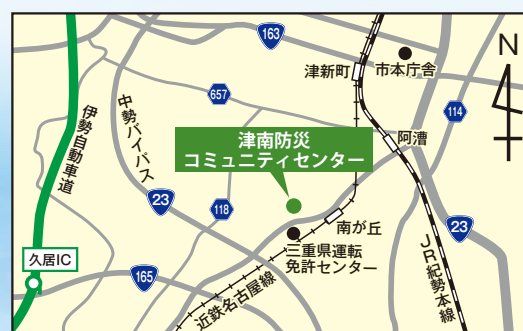 163
N
津新町
市本庁舎
657
中勢バイパス
伊勢自動車道
114
津南防災
コミュニティセンター
阿漕
23
118
南が丘
23
三重県運転
免許センター
久居IC
165
近鉄名古屋線
JR紀勢本線